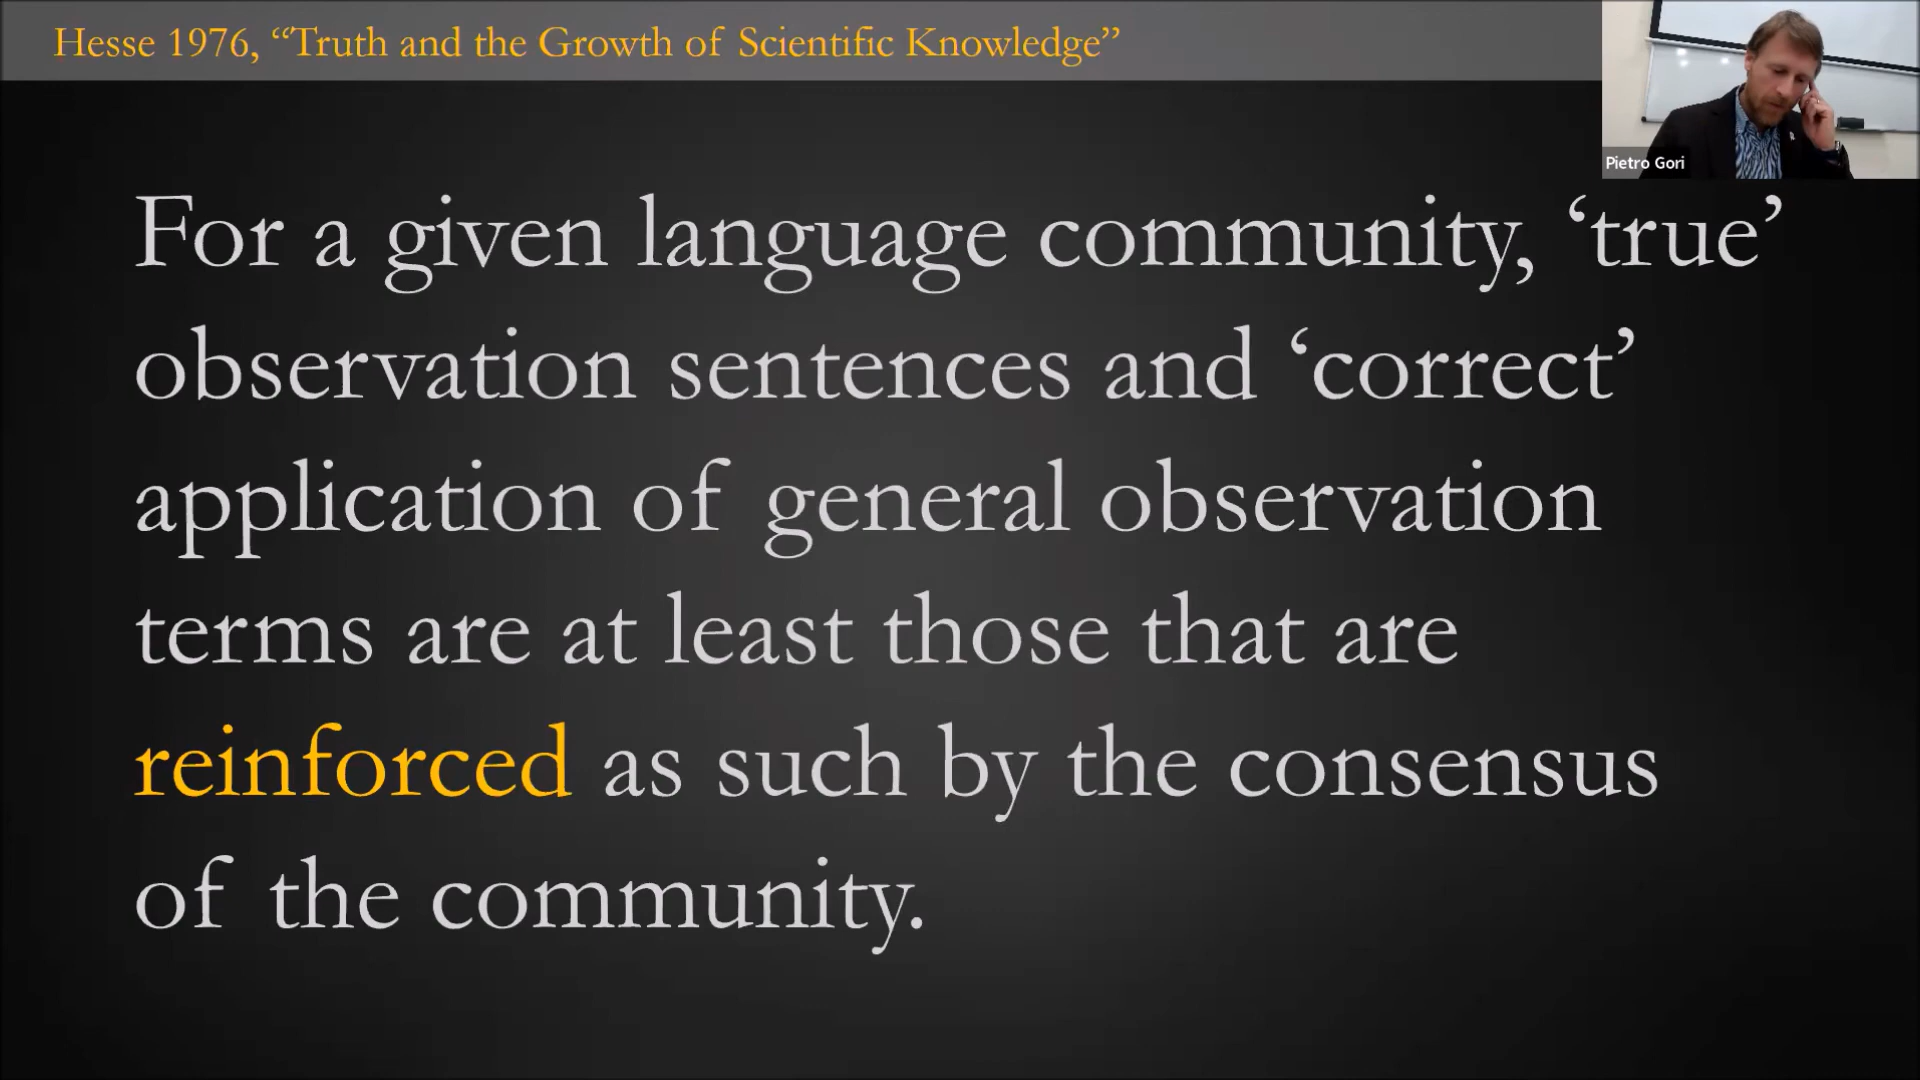 Hesse 1976, “Truth and the Growth of Scientific Knowledge”
Pietro Gori
For a given language community, ‘true’
observation sentences and ‘correct’
application of general observation
terms are at least those that are
reinforced as such by the consensus
of the community.